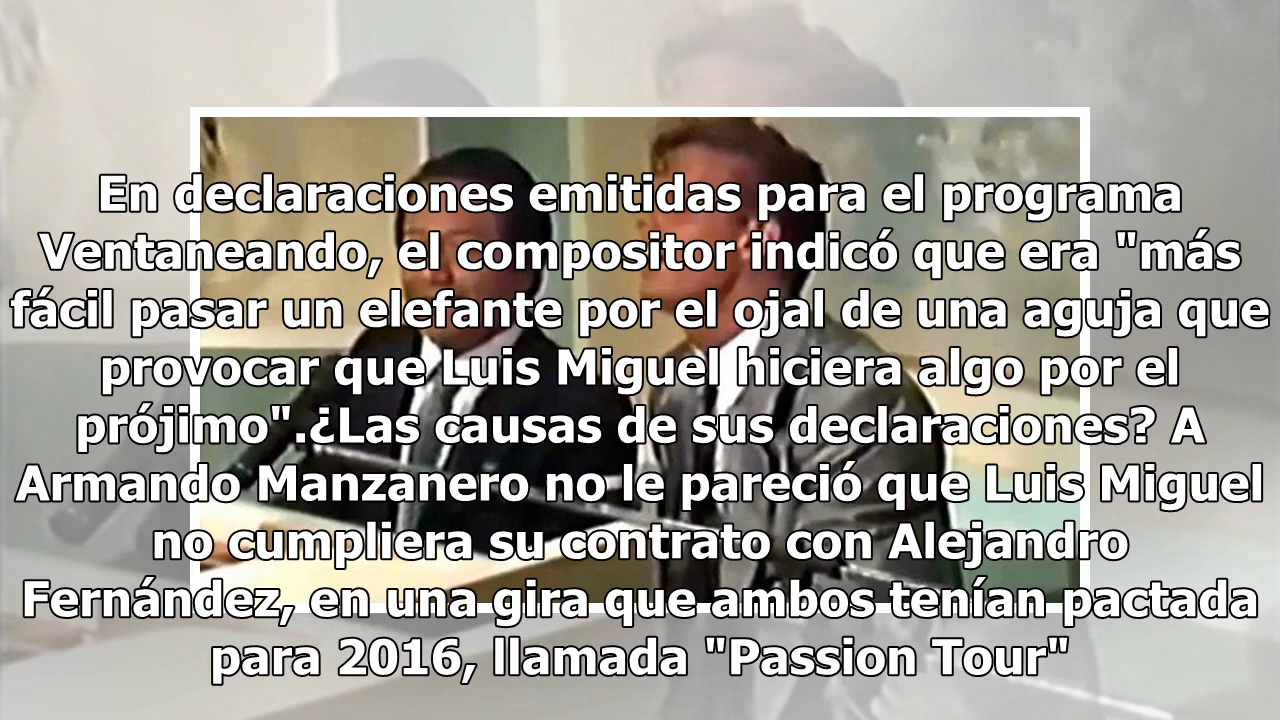 En declaraciones emitidas para el programa
Ventaneando, el compositor indicó que era "más
fácil pasar un elefante por el ojal de una aguja que
provocar que Luis Miguel hiciera algo por el
prójimo".¿Las causas de sus declaraciones? A
Armando Manzanero no le pareció que Luis Miguel
no cumpliera su contrato con Alejandro
Fernández, en una gira que ambos tenían pactada
para 2016, llamada "Passion Tour"